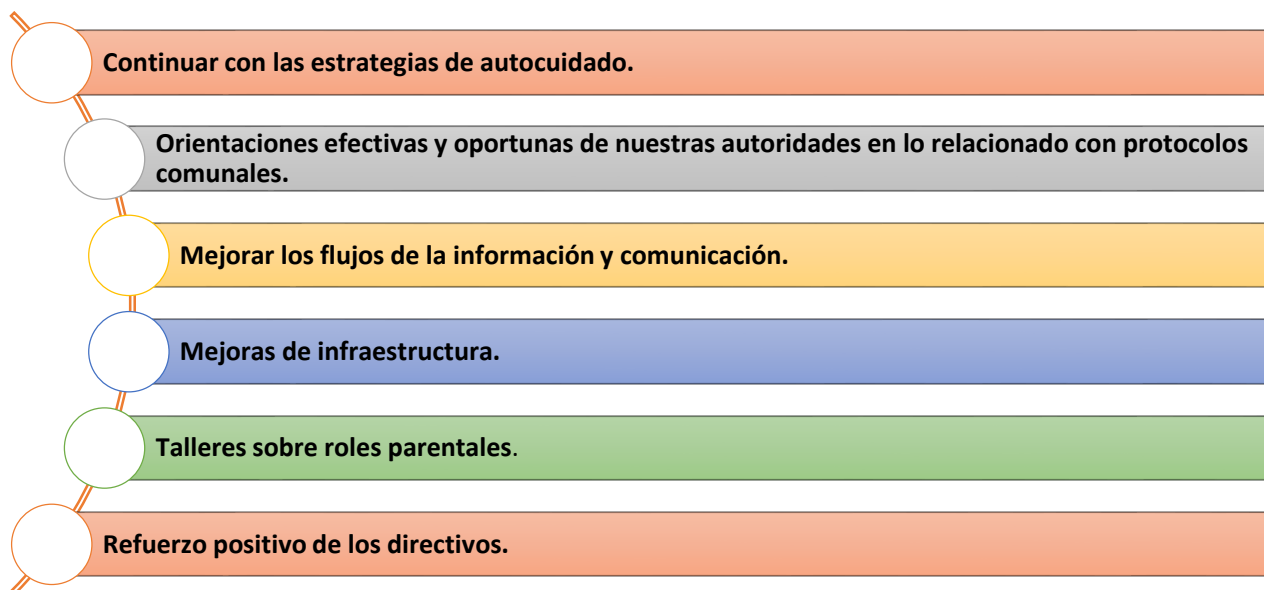 Continuar con las estrategias de autocuidado.
Orientaciones efectivas y oportunas de nuestras autoridades en lo relacionado con protocolos
comunales.
Mejorar los flujos de la información y comunicación.
Mejoras de infraestructura.
Talleres sobre roles parentales.
Refuerzo positivo de los directivos.